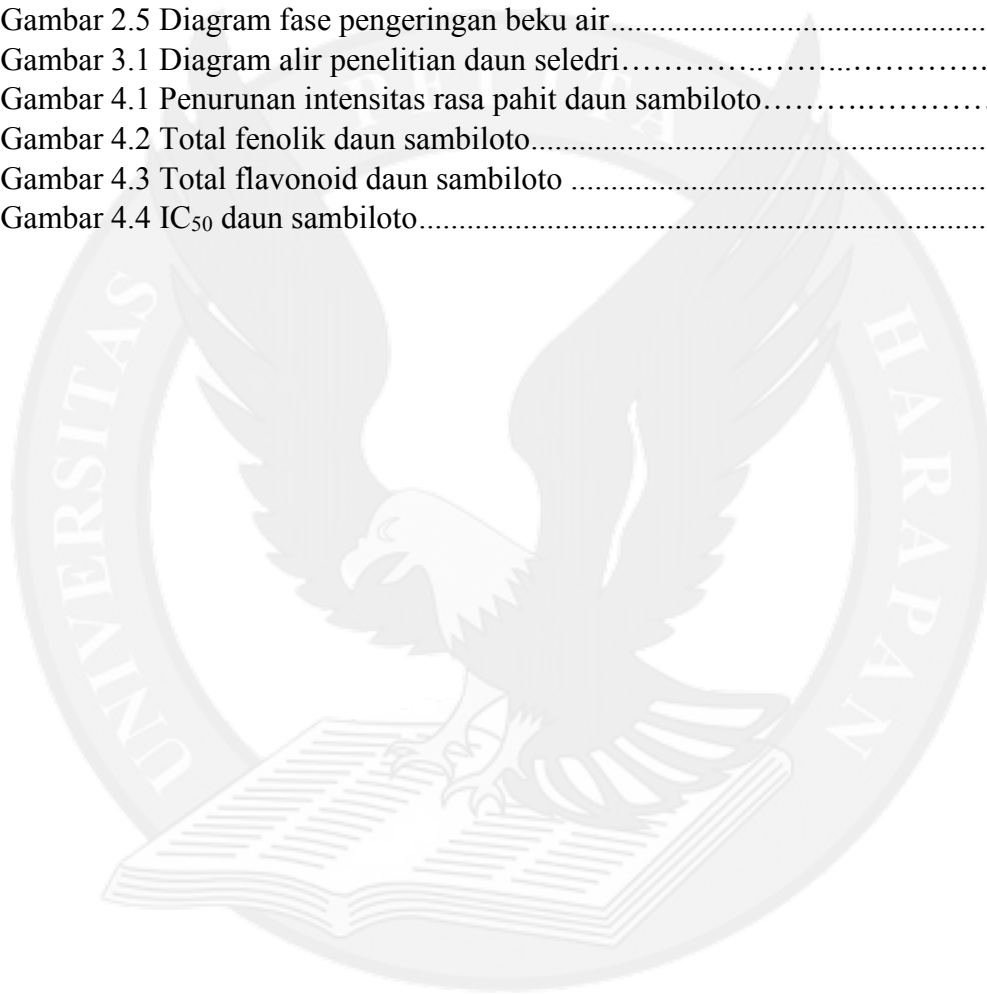 Gambar 2.5 Diagram fase pengeringan beku air.............................................
Gambar 3.1 Diagram alir penelitian daun seledri…………..……...………….
Gambar 4.1 Penurunan intensitas rasa pahit daun sambiloto……….…………
Gambar 4.2 Total fenolik daun sambiloto.......................................................
Gambar 4.3 Total flavonoid daun sambiloto ..................................................
Gambar 4.4 IC₅₀ daun sambiloto.....................................................................
UNIVERSITAS
PELITA
HARAPAN